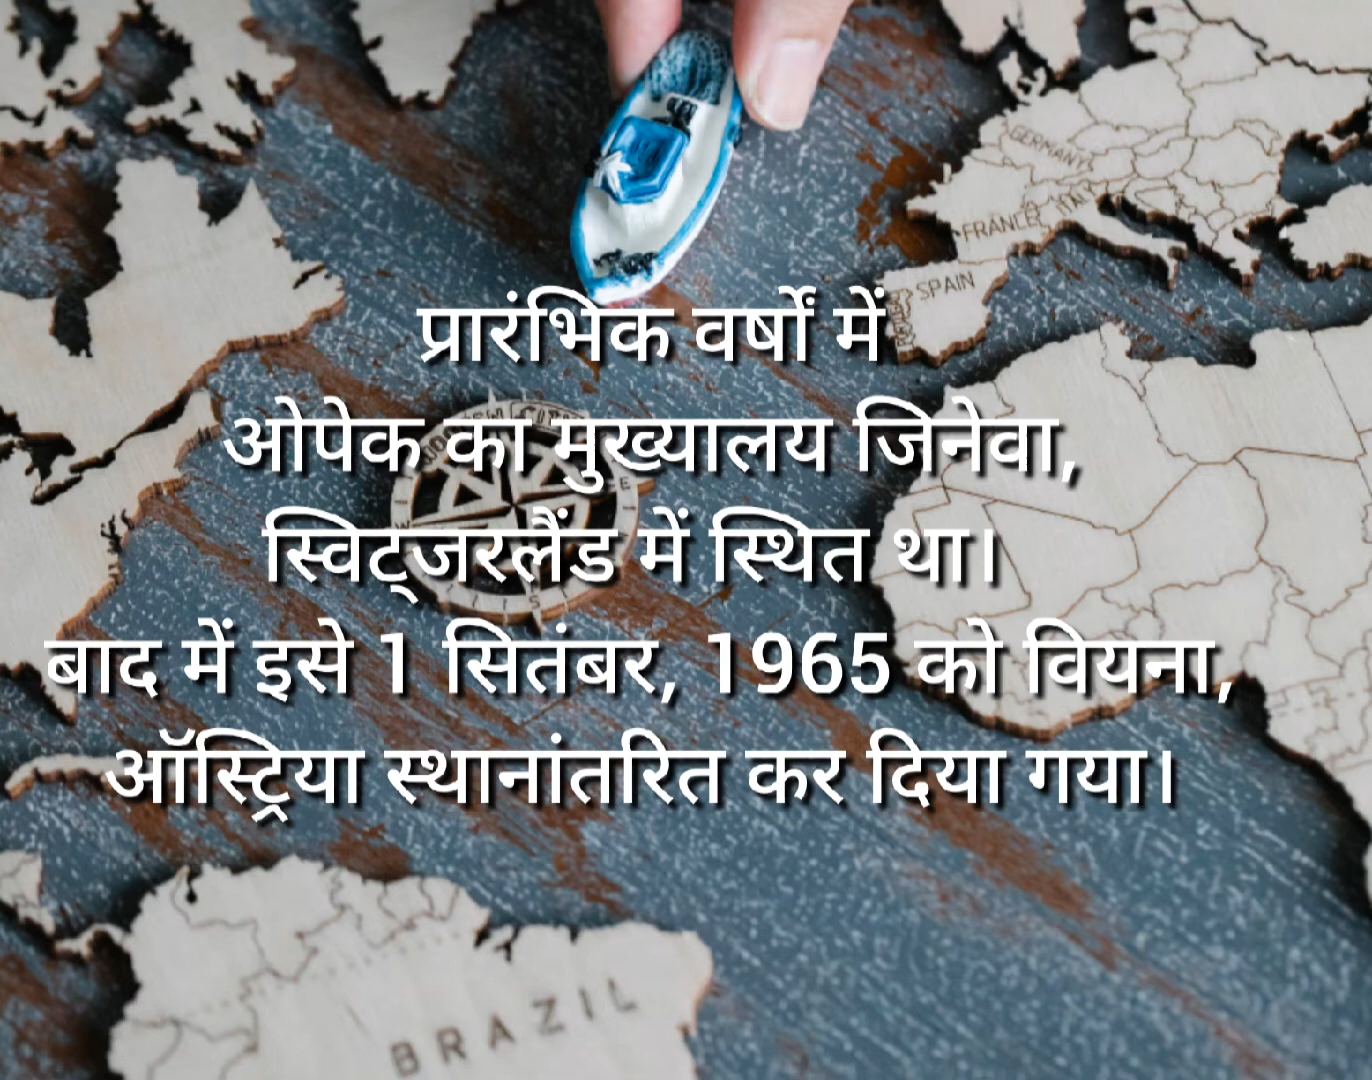 GERMANY
FRANCE
SPAIN
प्रारंभिक वर्षों में
ओपेक का मुख्यालय जिनेवा,
स्विट्जरलैंड में स्थित था।
बाद में इसे 1 सितंबर, 1965 को वियना,
ऑस्ट्रिया स्थानांतरित कर दिया गया।
BRAZIL